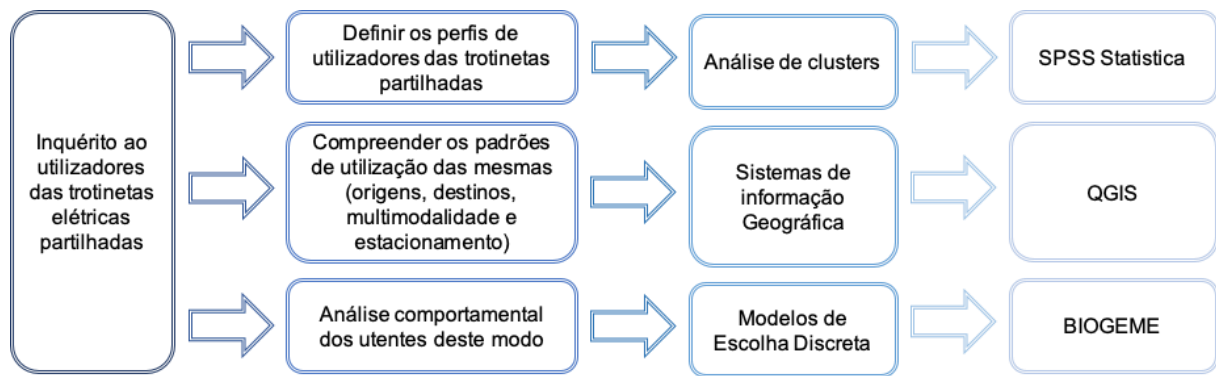 Inquérito ao
utilizadores
das trotinetas
elétricas
partilhadas
Definir os perfis de
utilizadores das trotinetas
partilhadas
Análise de clusters
SPSS Statistica
Compreender os padrões
de utilização das mesmas
(origens, destinos,
multimodalidade e
estacionamento)
Sistemas de
informação
Geográfica
QGIS
Análise comportamental
dos utentes deste modo
Modelos de
Escolha Discreta
BIOGEME